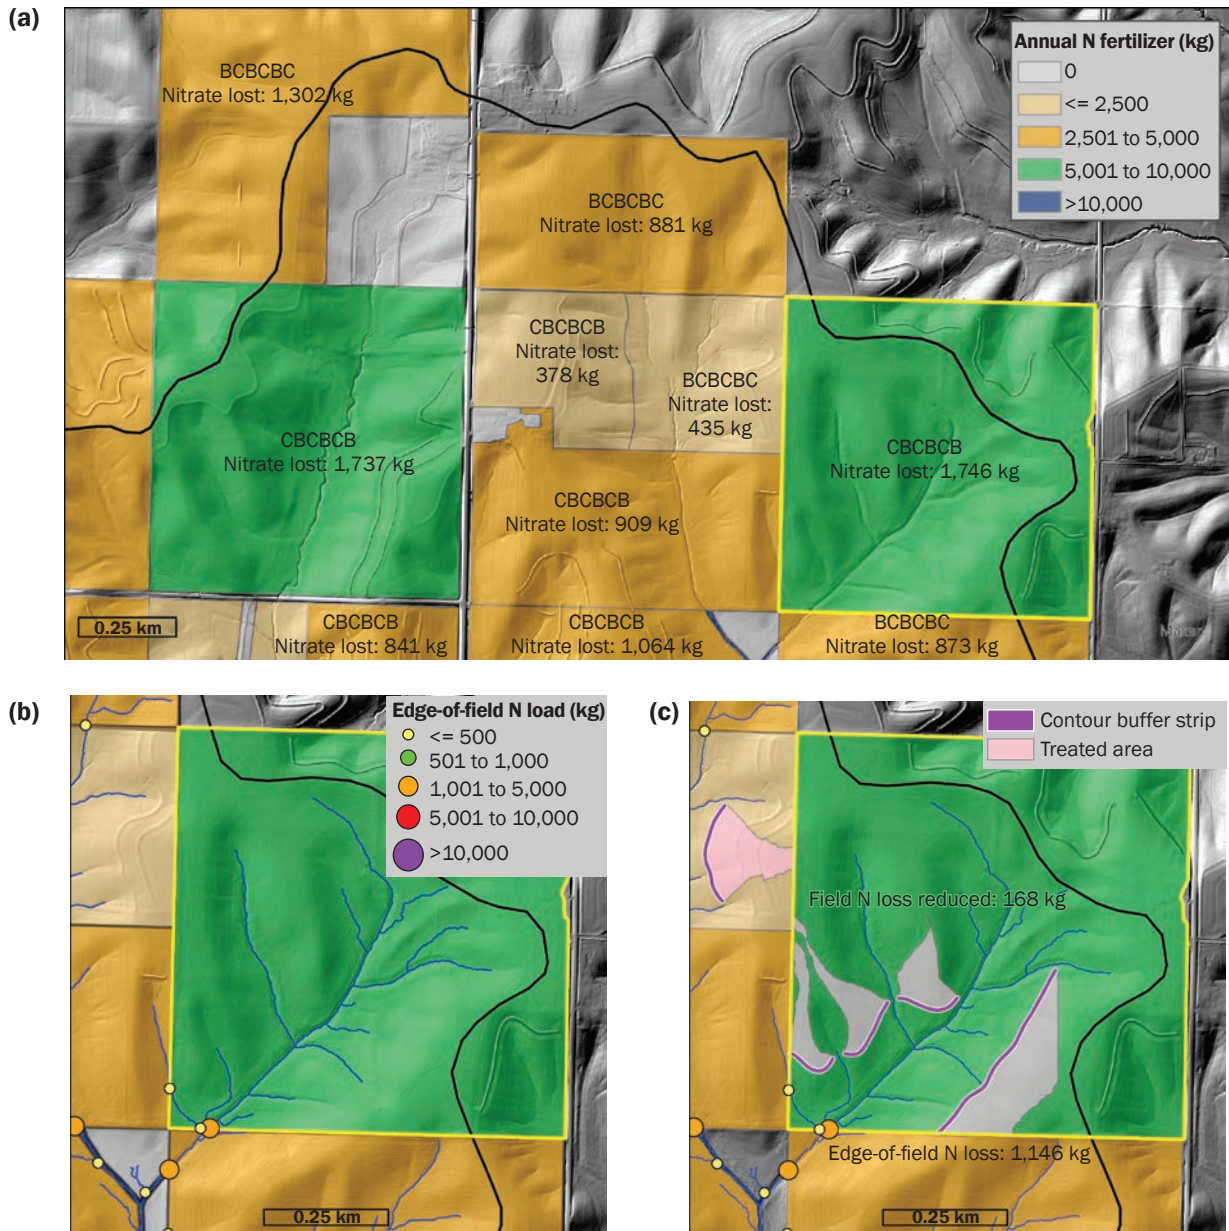 (a)
Annual N fertilizer (kg)
0
<= 2,500
2,501 to 5,000
5,001 to 10,000
>10,000
BCBCBC
Nitrate lost: 1,302 kg
BCBCBC
Nitrate lost: 881 kg
CBCBCB
Nitrate lost:
378 kg
BCBCBC
Nitrate lost:
435 kg
CBCBCB
Nitrate lost: 1,737 kg
CBCBCB
Nitrate lost: 1,746 kg
CBCBCB
Nitrate lost: 909 kg
0.25 km
CBCBCB
Nitrate lost: 841 kg
CBCBCB
Nitrate lost: 1,064 kg
BCBCBC
Nitrate lost: 873 kg
(b)
Edge-of-field N load (kg)
<= 500
501 to 1,000
1,001 to 5,000
5,001 to 10,000
>10,000
0.25 km
(c)
Contour buffer strip
Treated area
Field N loss reduced: 168 kg
Edge-of-field N loss: 1,146 kg
0.25 km